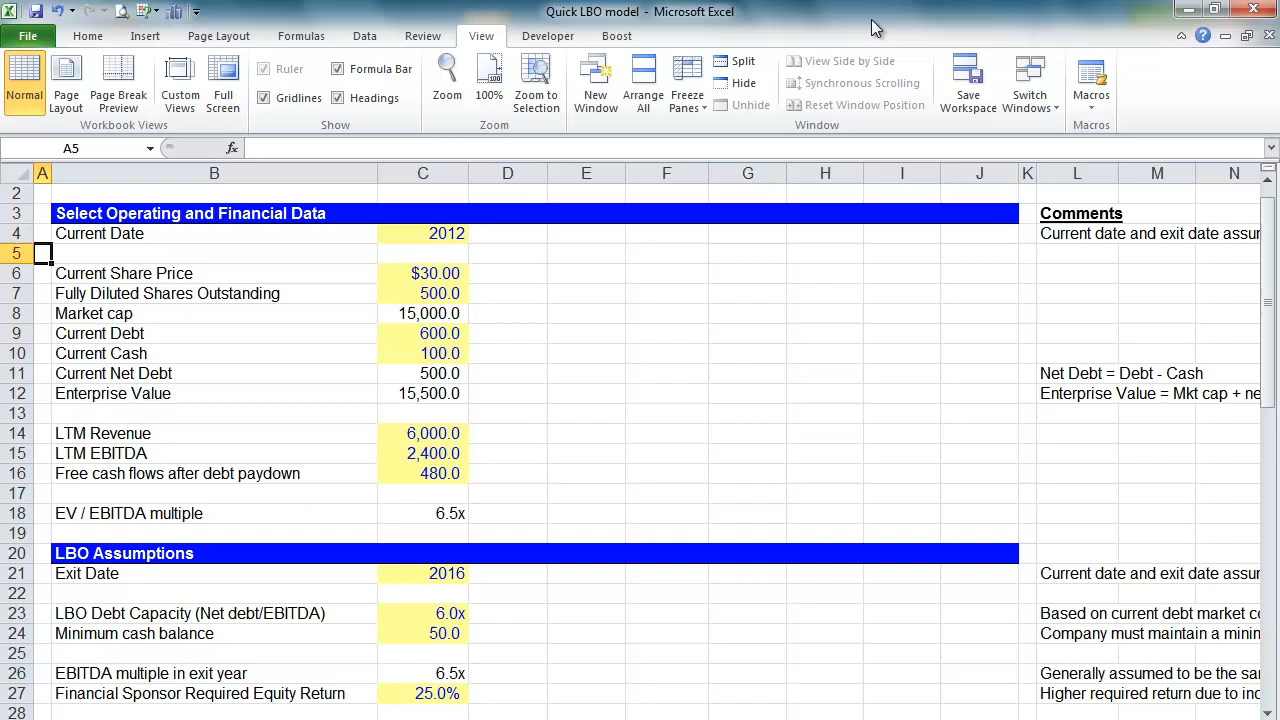 Quick LBO model - Microsoft Excel
File Home Insert Page Layout Formulas Data Review View Developer Boost
Normal Page Layout Page Break Preview Custom Views Full Screen
Workbook Views
Ruler Formula Bar
Gridlines Headings
Show
Zoom 100% Zoom to Selection
Zoom
New Window Arrange All Freeze Panes
Split
Hide
Unhide
View Side by Side
Synchronous Scrolling
Reset Window Position
Save Workspace Switch Windows
Window
Macros
Macros
A5 fx
A B C D E F G H I J K L M N
2
3 Select Operating and Financial Data Comments
4 Current Date 2012 Current date and exit date assur
5
6 Current Share Price $30.00
7 Fully Diluted Shares Outstanding 500.0
8 Market cap 15,000.0
9 Current Debt 600.0
10 Current Cash 100.0
11 Current Net Debt 500.0 Net Debt = Debt - Cash
12 Enterprise Value 15,500.0 Enterprise Value = Mkt cap + ne
13
14 LTM Revenue 6,000.0
15 LTM EBITDA 2,400.0
16 Free cash flows after debt paydown 480.0
17
18 EV / EBITDA multiple 6.5x
19
20 LBO Assumptions
21 Exit Date 2016 Current date and exit date assur
22
23 LBO Debt Capacity (Net debt/EBITDA) 6.0x Based on current debt market co
24 Minimum cash balance 50.0 Company must maintain a minin
25
26 EBITDA multiple in exit year 6.5x Generally assumed to be the sar
27 Financial Sponsor Required Equity Return 25.0% Higher required return due to inc
28